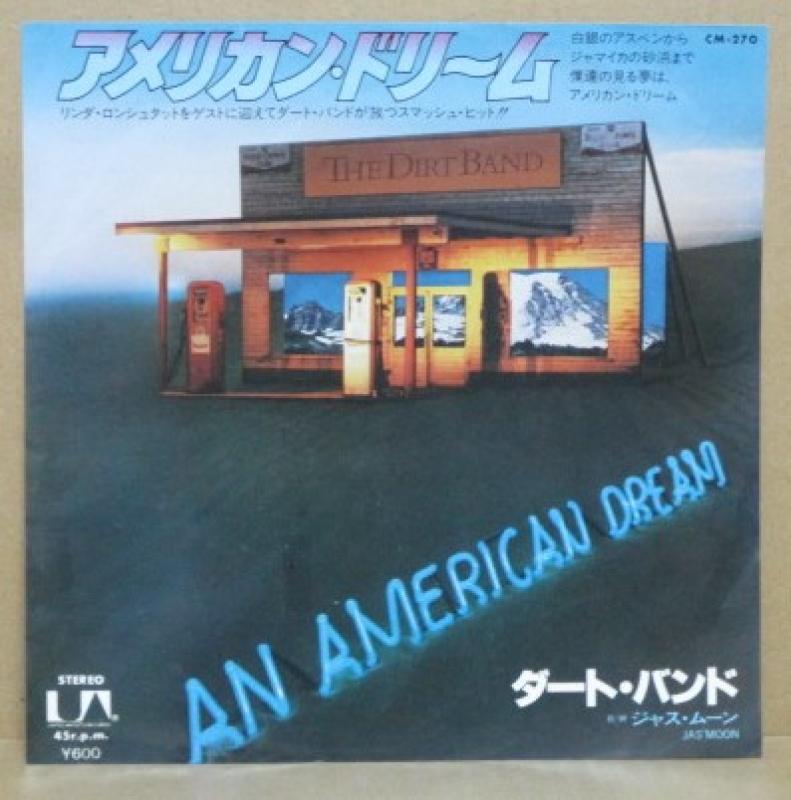 アメリカン・ドリーム
白銀のアスペンから
ジャマイカの砂浜まで
僕達の見る夢は、
アメリカン・ドリーム
CM-270
リンダ・ロンシュタットをゲストに迎えてダート・バンドが放つスマッシュ・ヒット!!
THE DIRT BAND
AN AMERICAN DREAM
ダート・バンド
ジャス・ムーン
JAS'MOON
STEREO
UA
45r.p.m.
¥600